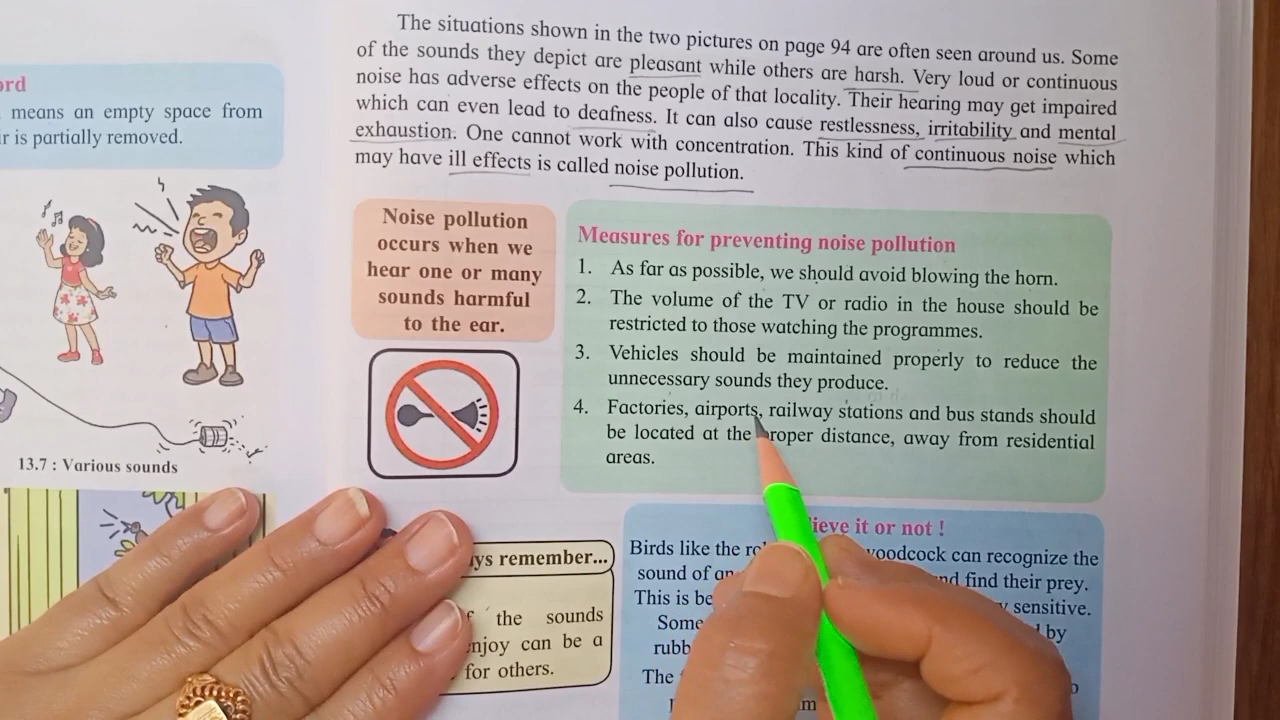 The situations shown in the two pictures on page 94 are often seen around us. Some
of the sounds they depict are pleasant while others are harsh. Very loud or continuous
noise has adverse effects on the people of that locality. Their hearing may get impaired
which can even lead to deafness. It can also cause restlessness, irritability and mental
exhaustion. One cannot work with concentration. This kind of continuous noise which
may have ill effects is called noise pollution.
means an empty space from
is partially removed.
13.7 : Various sounds
Noise pollution
occurs when we
hear one or many
sounds harmful
to the ear.
Measures for preventing noise pollution
1. As far as possible, we should avoid blowing the horn.
2. The volume of the TV or radio in the house should be
restricted to those watching the programmes.
3. Vehicles should be maintained properly to reduce the
unnecessary sounds they produce.
4. Factories, airports, railway stations and bus stands should
be located at the proper distance, away from residential
areas.
remember...
the sounds
can be a
for others.
it or not !
Birds like the woodcock can recognize the
sound of find their prey.
This is sensitive.
Some by
The